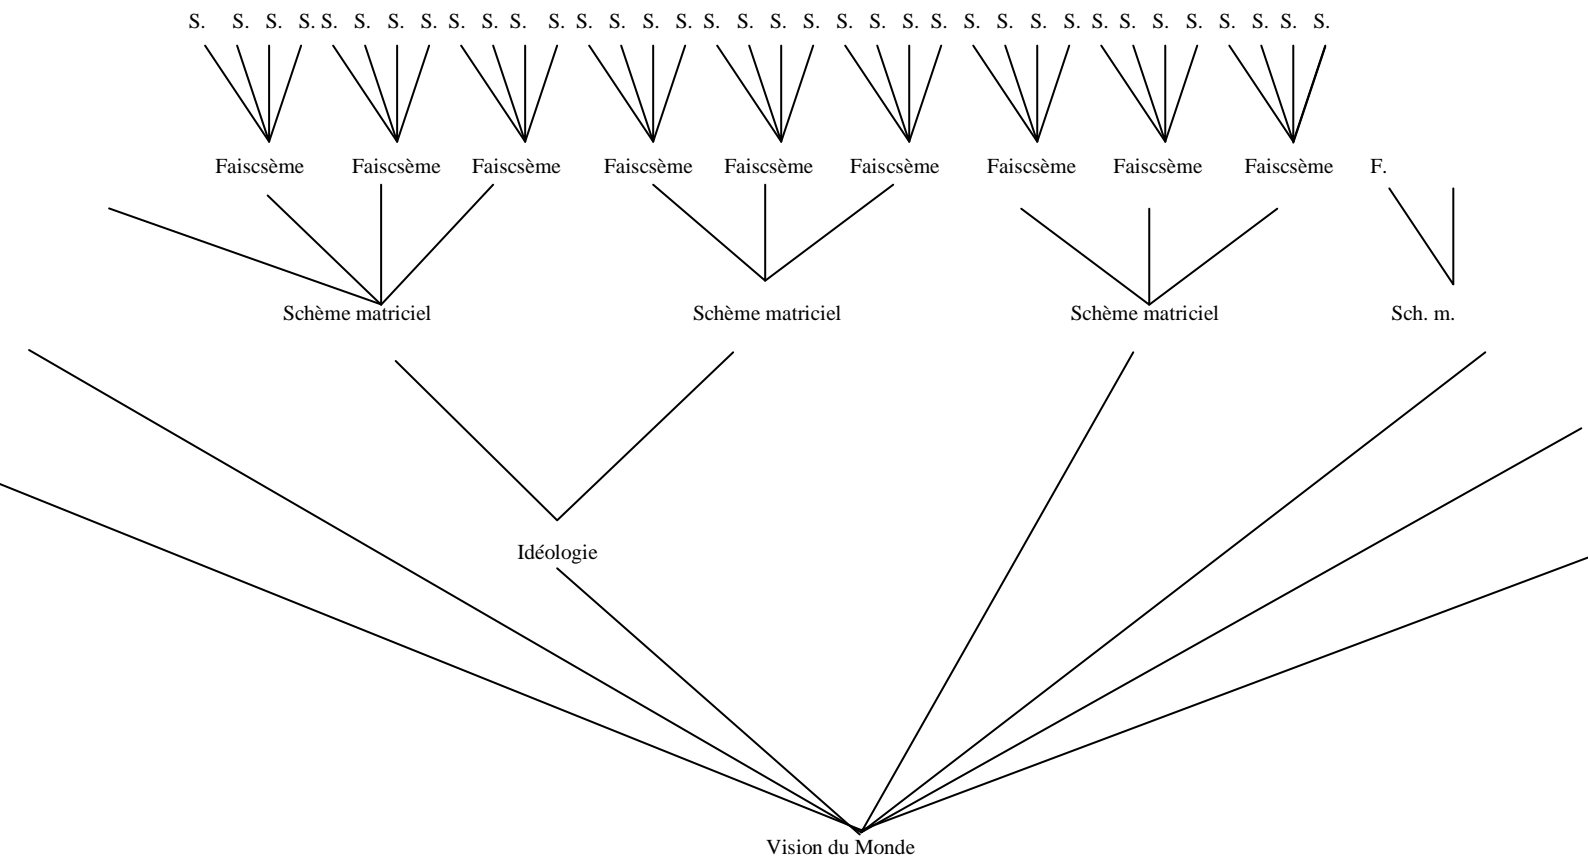 S. S. S. S. S. S. S. S. S. S. S. S. S. S. S. S. S. S. S. S. S. S. S. S. S. S. S. S. S. S. S. S. S. S. S. S.
Faiscsème Faiscsème Faiscsème Faiscsème Faiscsème Faiscsème Faiscsème Faiscsème Faiscsème F.
Schème matriciel Schème matriciel Schème matriciel Sch. m.
Idéologie
Vision du Monde